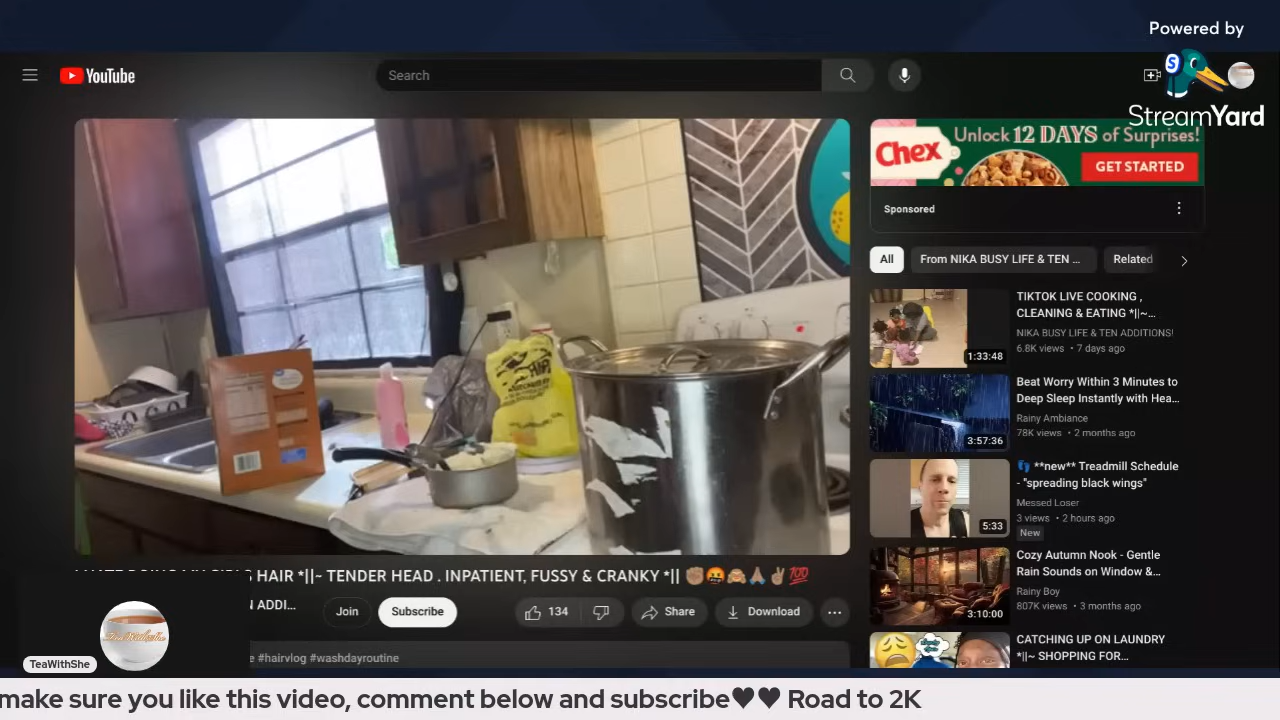 Powered by
StreamYard
YouTube
Search
Chex
Unlock 12 DAYS of Surprises!
GET STARTED
Sponsored
All
From NIKA BUSY LIFE & TEN ...
Related
TIKTOK LIVE COOKING ,
CLEANING & EATING *||~...
NIKA BUSY LIFE & TEN ADDITIONS!
6.8K views • 7 days ago
1:33:48
Beat Worry Within 3 Minutes to
Deep Sleep Instantly with Hea...
Rainy Ambiance
78K views • 2 months ago
3:57:36
👣 **new** Treadmill Schedule
- "spreading black wings"
Messed Loser
3 views • 2 hours ago
New
5:33
Cozy Autumn Nook - Gentle
Rain Sounds on Window &...
Rainy Boy
807K views • 3 months ago
3:10:00
CATCHING UP ON LAUNDRY
*||~ SHOPPING FOR...
HAIR *||~ TENDER HEAD . INPATIENT, FUSSY & CRANKY *|| ✊🏽🤬🙈🙏🏽✌🏽💯
N ADDI...
Join
Subscribe
134
Share
Download
e #hairvlog #washdayroutine
TeaWithShe
make sure you like this video, comment below and subscribe♥♥ Road to 2K